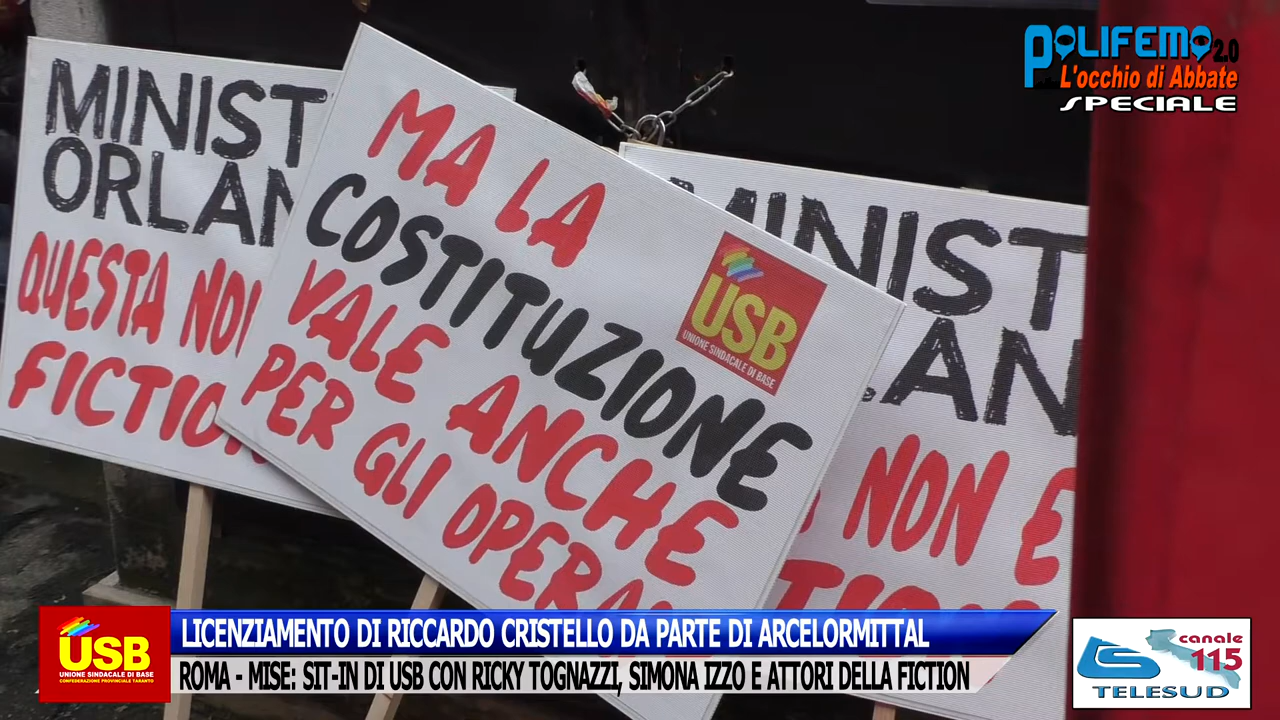 POLIFEMO 2.0
L'occhio di Abbate
SPECIALE
MINIST
ORLAN
QUESTA NON
FICTIO
MA LA
COSTITUZIONE
VALE ANCHE
PER GLI OPERAI
USB
UNIONE SINDACALE DI BASE
MINIST
LAN
NON E
USB
UNIONE SINDACALE DI BASE
CONFEDERAZIONE PROVINCIALE TARANTO
LICENZIAMENTO DI RICCARDO CRISTELLO DA PARTE DI ARCELORMITTAL
ROMA - MISE: SIT-IN DI USB CON RICKY TOGNAZZI, SIMONA IZZO E ATTORI DELLA FICTION
canale
115
TELESUD